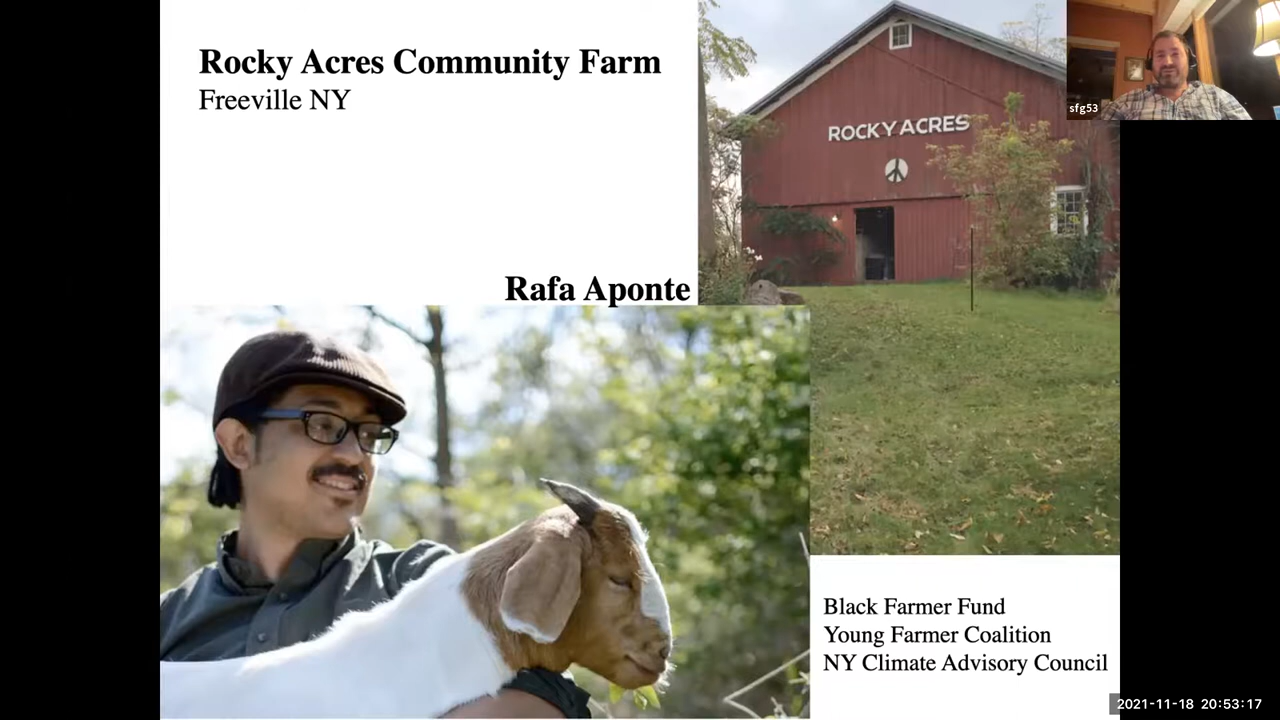 Rocky Acres Community Farm
Freeville NY
ROCKY ACRES
sfg53
Rafa Aponte
Black Farmer Fund
Young Farmer Coalition
NY Climate Advisory Council
2021-11-18 20:53:17